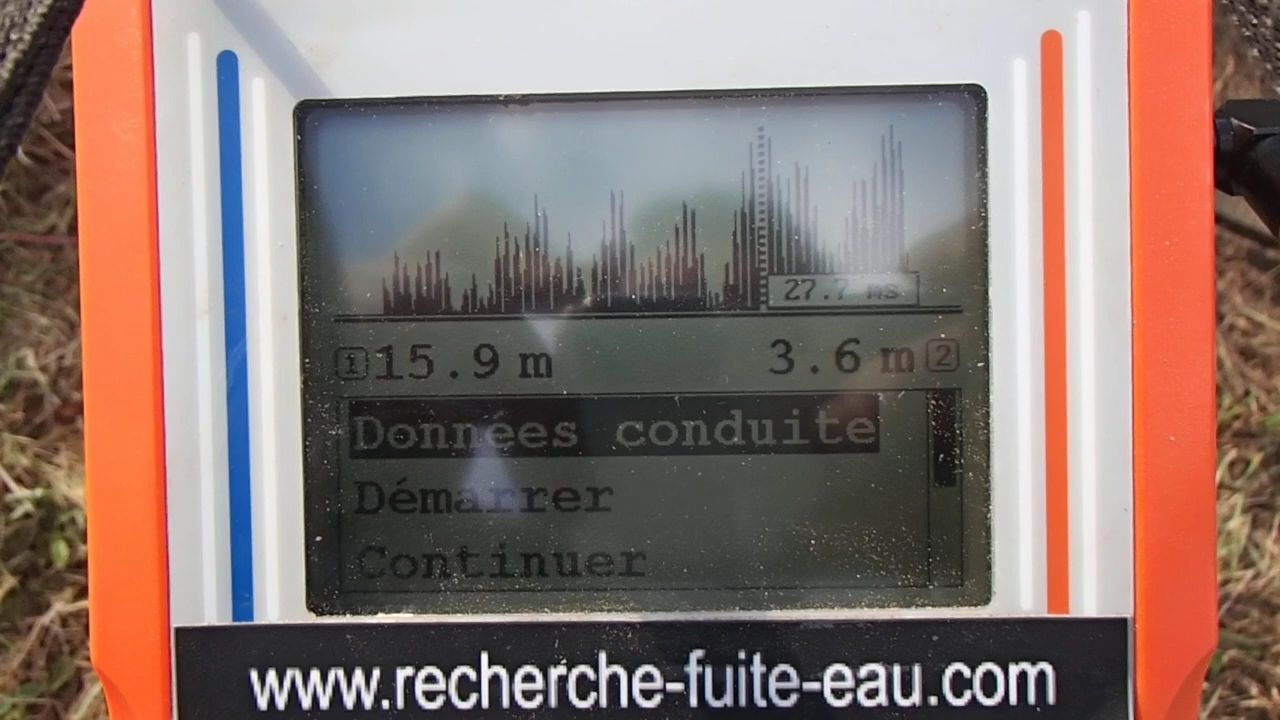 27.7 ms
1 15.9 m 3.6 m 2
Données conduite
Démarrer
Continuer
www.recherche-fuite-eau.com